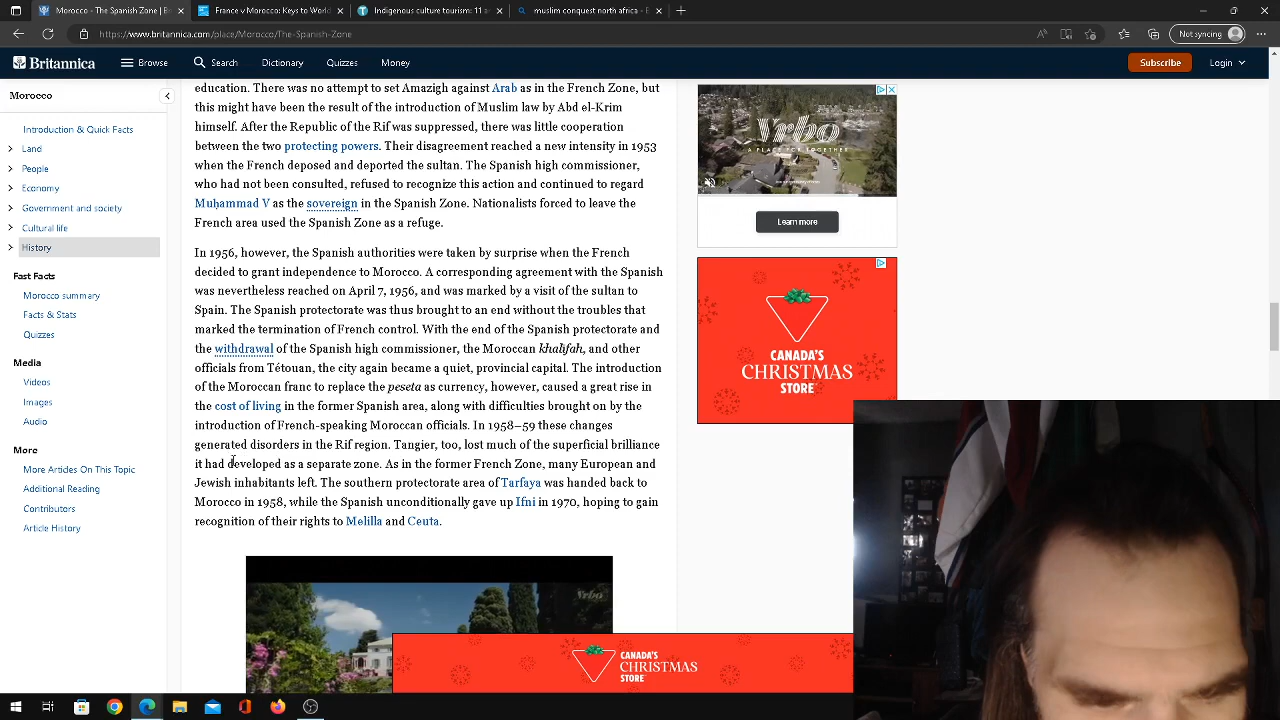 Morocco - The Spanish Zone | B
France v Morocco: Keys to World
Indigenous culture tourism: 11 a
muslim conquest north africa - B
https://www.britannica.com/place/Morocco/The-Spanish-Zone
Not syncing
Britannica
Browse
Search
Dictionary
Quizzes
Money
Subscribe
Login
Morocco
Introduction & Quick Facts
Land
People
Economy
Government and society
Cultural life
History
Fast Facts
Morocco summary
Facts & Stats
Quizzes
Media
Videos
Images
Audio
More
More Articles On This Topic
Additional Reading
Contributors
Article History
education. There was no attempt to set Amazigh against Arab as in the French Zone, but
this might have been the result of the introduction of Muslim law by Abd el-Krim
himself. After the Republic of the Rif was suppressed, there was little cooperation
between the two protecting powers. Their disagreement reached a new intensity in 1953
when the French deposed and deported the sultan. The Spanish high commissioner,
who had not been consulted, refused to recognize this action and continued to regard
Muḥammad V as the sovereign in the Spanish Zone. Nationalists forced to leave the
French area used the Spanish Zone as a refuge.
In 1956, however, the Spanish authorities were taken by surprise when the French
decided to grant independence to Morocco. A corresponding agreement with the Spanish
was nevertheless reached on April 7, 1956, and was marked by a visit of the sultan to
Spain. The Spanish protectorate was thus brought to an end without the troubles that
marked the termination of French control. With the end of the Spanish protectorate and
the withdrawal of the Spanish high commissioner, the Moroccan khalīfah, and other
officials from Tétouan, the city again became a quiet, provincial capital. The introduction
of the Moroccan franc to replace the peseta as currency, however, caused a great rise in
the cost of living in the former Spanish area, along with difficulties brought on by the
introduction of French-speaking Moroccan officials. In 1958–59 these changes
generated disorders in the Rif region. Tangier, too, lost much of the superficial brilliance
it had developed as a separate zone. As in the former French Zone, many European and
Jewish inhabitants left. The southern protectorate area of Tarfaya was handed back to
Morocco in 1958, while the Spanish unconditionally gave up Ifni in 1970, hoping to gain
recognition of their rights to Melilla and Ceuta.
Vrbo
A PLACE FOR TOGETHER
Learn more
CANADA'S
CHRISTMAS
STORE
CANADA'S
CHRISTMAS
STORE